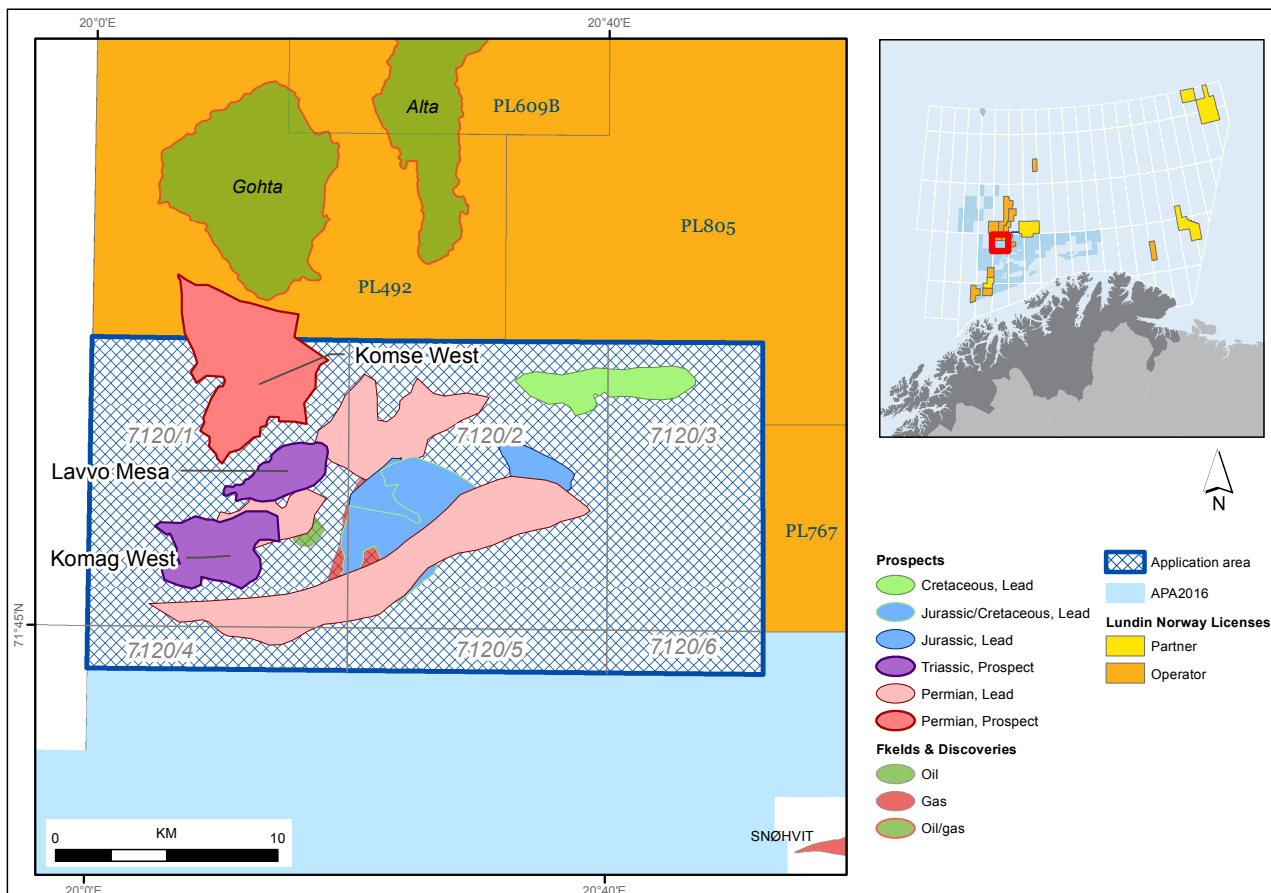 20°0'E
20°40'E
Alta
PL609B
Gohta
PL805
PL492
Komse West
7120/1
7120/2
7120/3
Lavvo Mesa
PL767
Komag West
71°45'N
7120/4
7120/5
7120/6
KM
0
10
SNØHVIT
20°0'E
20°40'E
N
Prospects
Cretaceous, Lead
Jurassic/Cretaceous, Lead
Jurassic, Lead
Triassic, Prospect
Permian, Lead
Permian, Prospect
Fkelds & Discoveries
Oil
Gas
Oil/gas
Application area
APA2016
Lundin Norway Licenses
Partner
Operator